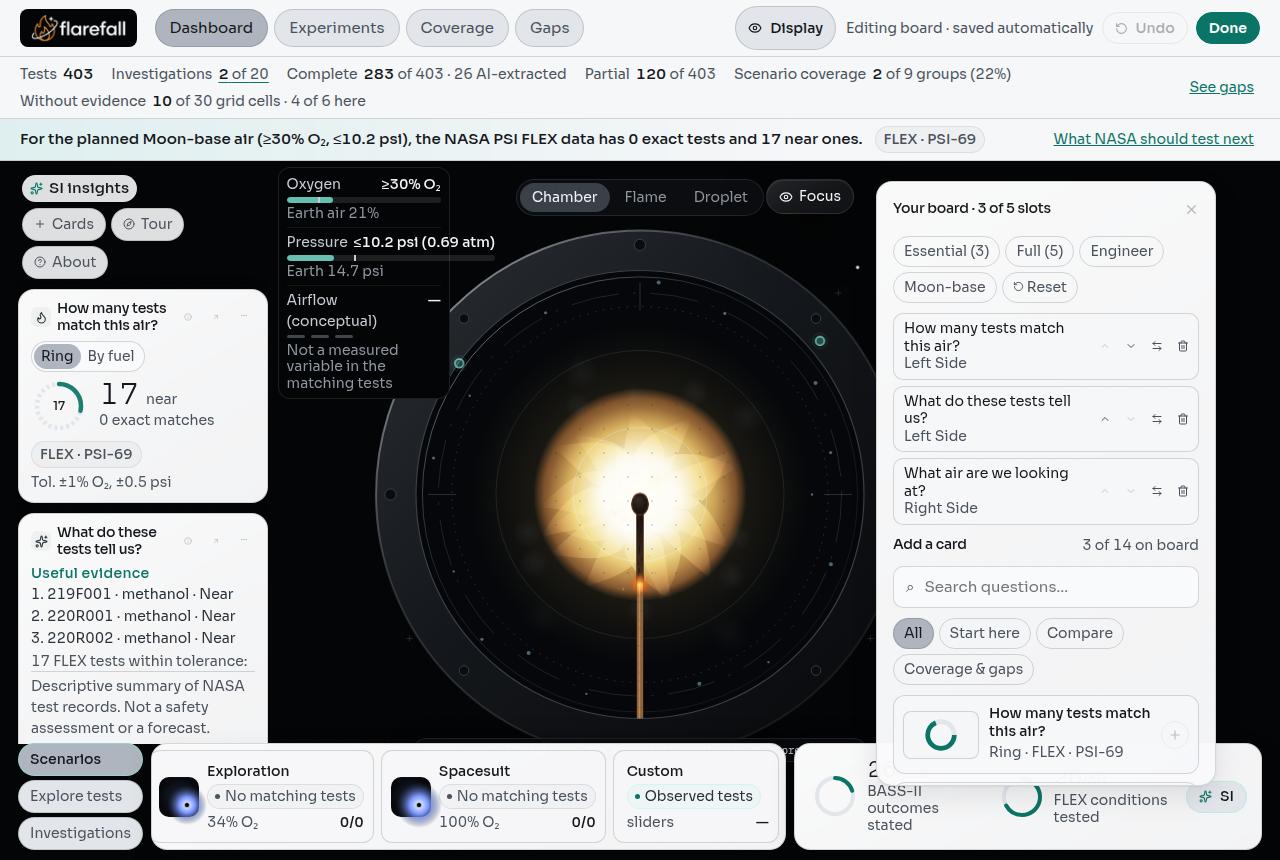 flarefall
Dashboard
Experiments
Coverage
Gaps
Display
Editing board · saved automatically
Undo
Done
Tests 403 Investigations 2 of 20 Complete 283 of 403 · 26 AI-extracted Partial 120 of 403 Scenario coverage 2 of 9 groups (22%)
Without evidence 10 of 30 grid cells · 4 of 6 here
See gaps
For the planned Moon-base air (≥30% O₂, ≤10.2 psi), the NASA PSI FLEX data has 0 exact tests and 17 near ones.
FLEX · PSI-69
What NASA should test next
SI insights
Cards
Tour
About
How many tests
match this air?
Ring
By fuel
17
17 near
0 exact matches
FLEX · PSI-69
Tol. ±1% O₂, ±0.5 psi
What do these
tests tell us?
Useful evidence
1. 219F001 · methanol · Near
2. 220R001 · methanol · Near
3. 220R002 · methanol · Near
17 FLEX tests within tolerance:
Descriptive summary of NASA
test records. Not a safety
assessment or a forecast.
Oxygen ≥30% O₂
Earth air 21%
Pressure ≤10.2 psi (0.69 atm)
Earth 14.7 psi
Airflow —
(conceptual)
Not a measured
variable in the
matching tests
Chamber
Flame
Droplet
Focus
Your board · 3 of 5 slots
Essential (3)
Full (5)
Engineer
Moon-base
Reset
How many tests match
this air?
Left Side
What do these tests tell
us?
Left Side
What air are we looking
at?
Right Side
Add a card
3 of 14 on board
Search questions...
All
Start here
Compare
Coverage & gaps
How many tests match
this air?
Ring · FLEX · PSI-69
Scenarios
Explore tests
Investigations
Exploration
No matching tests
34% O₂ 0/0
Spacesuit
No matching tests
100% O₂ 0/0
Custom
Observed tests
sliders —
BASS-II
outcomes
stated
FLEX conditions
tested
SI